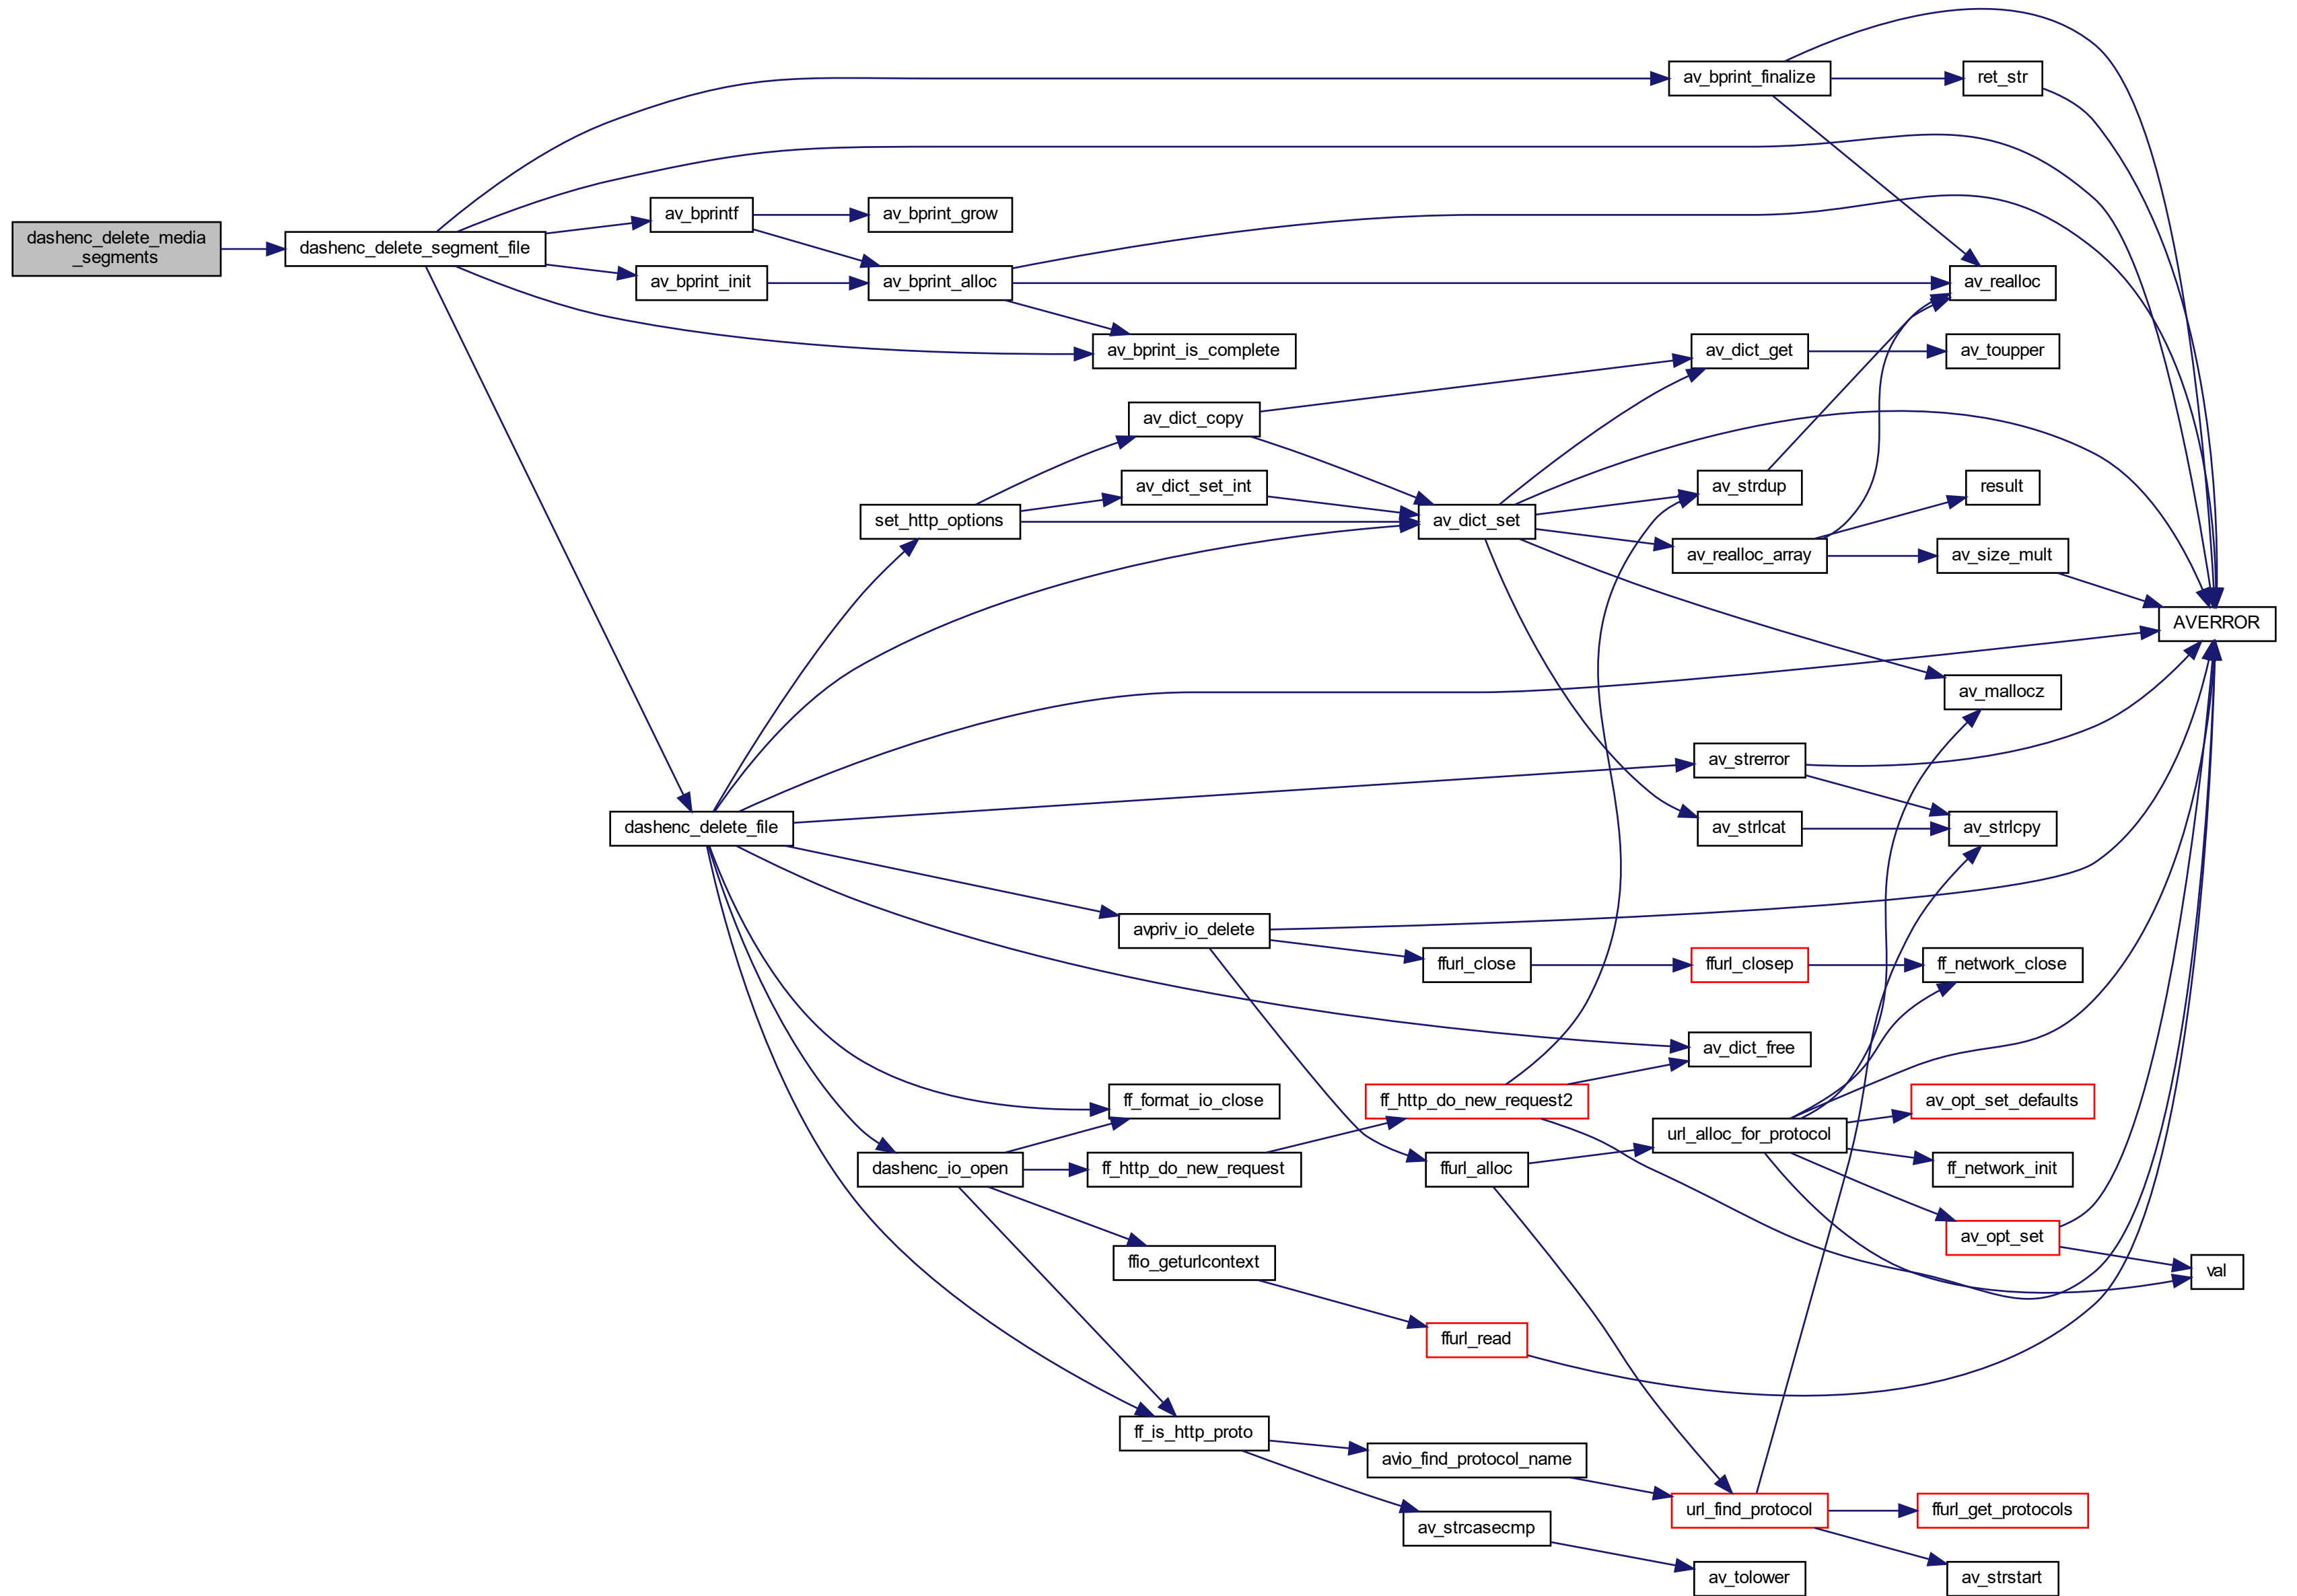 av_bprint_finalize
ret_str
av_bprintf
av_bprint_grow
dashenc_delete_media
_segments
dashenc_delete_segment_file
av_bprint_init
av_bprint_alloc
av_realloc
av_bprint_is_complete
av_dict_get
av_toupper
av_dict_copy
av_dict_set_int
av_strdup
result
set_http_options
av_dict_set
av_realloc_array
av_size_mult
AVERROR
av_mallocz
av_strerror
dashenc_delete_file
av_strlcat
av_strlcpy
avpriv_io_delete
ffurl_close
ffurl_closep
ff_network_close
av_dict_free
ff_format_io_close
ff_http_do_new_request2
av_opt_set_defaults
url_alloc_for_protocol
dashenc_io_open
ff_http_do_new_request
ffurl_alloc
ff_network_init
av_opt_set
ffio_geturlcontext
val
ffurl_read
ff_is_http_proto
avio_find_protocol_name
url_find_protocol
ffurl_get_protocols
av_strcasecmp
av_tolower
av_strstart